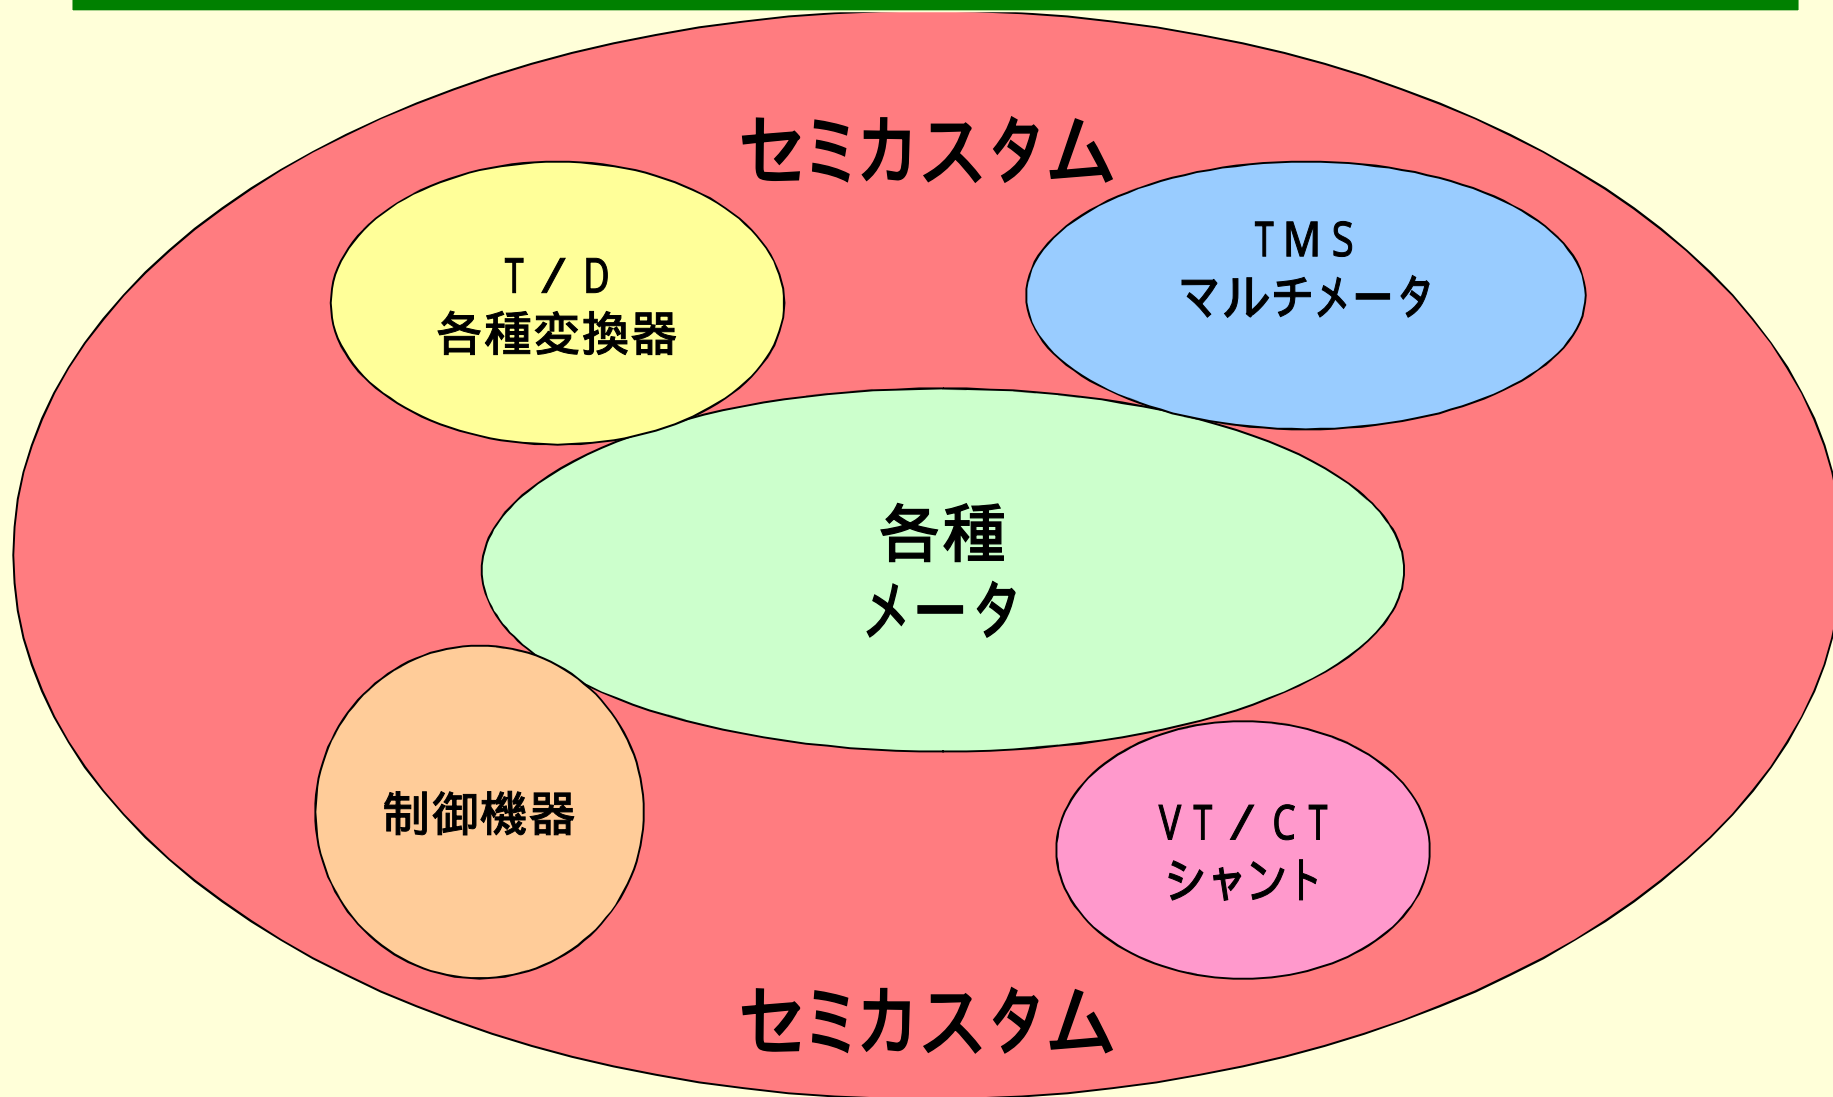 セミカスタム
T/D
各種変換器
TMS
マルチメータ
各種
メータ
制御機器
VT/CT
シャント
セミカスタム